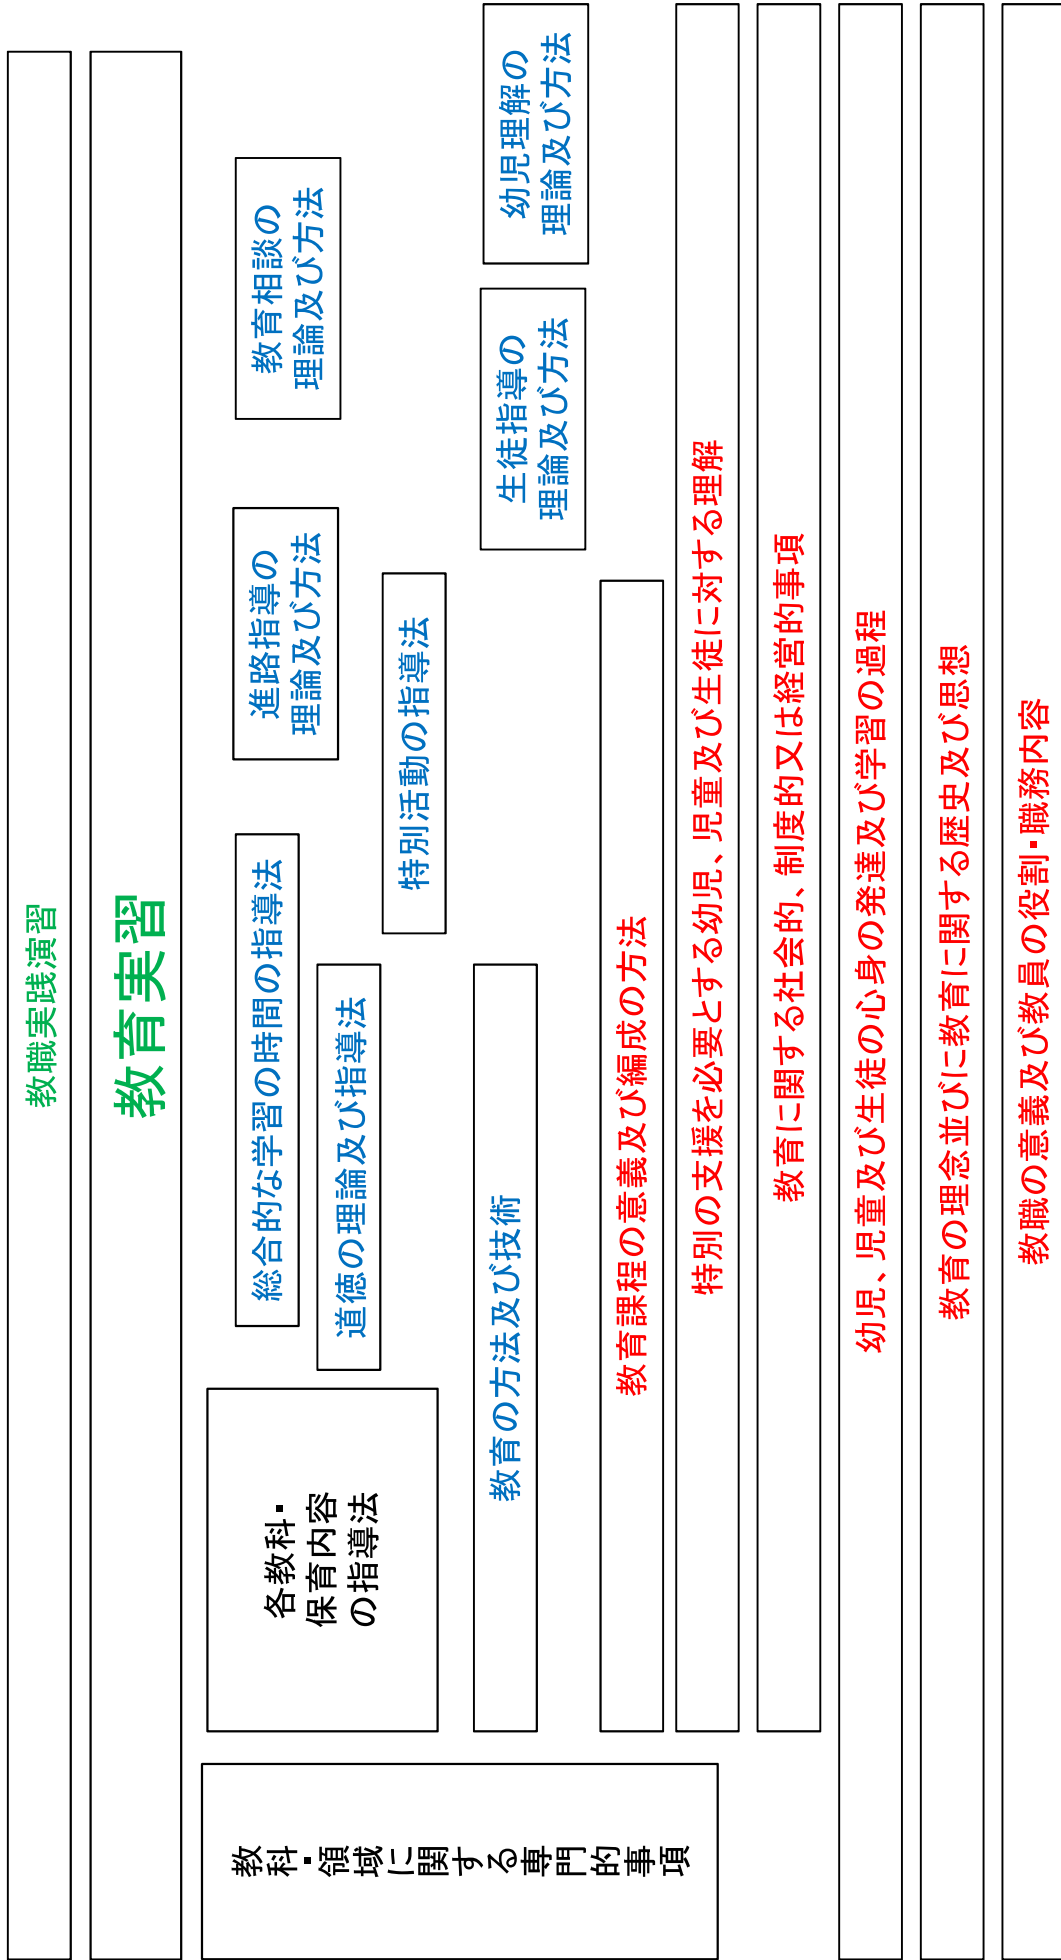 教職実践演習
教育実習
教科・領域に関する専門的事項
各教科・
保育内容
の指導法
総合的な学習の時間の指導法
道徳の理論及び指導法
進路指導の
理論及び方法
教育相談の
理論及び方法
特別活動の指導法
教育の方法及び技術
生徒指導の
理論及び方法
幼児理解の
理論及び方法
教育課程の意義及び編成の方法
特別の支援を必要とする幼児、児童及び生徒に対する理解
教育に関する社会的、制度的又は経営的事項
幼児、児童及び生徒の心身の発達及び学習の過程
教育の理念並びに教育に関する歴史及び思想
教職の意義及び教員の役割・職務内容